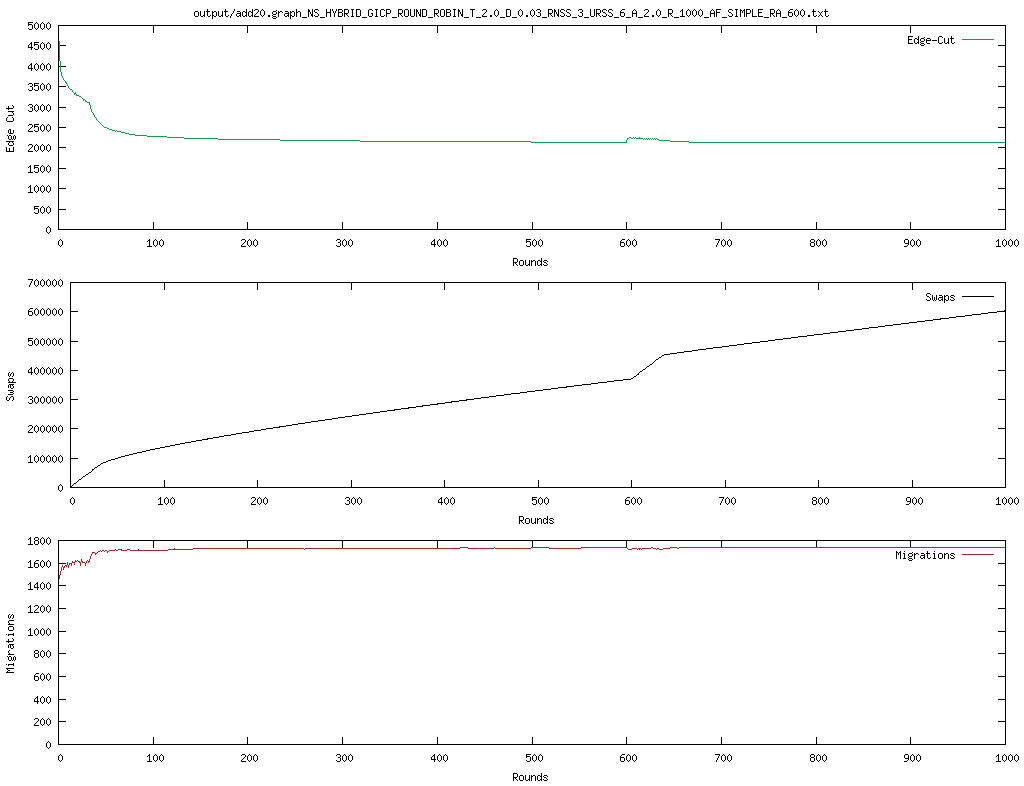 output/add20.graph_NS_HYBRID_GICP_ROUND_ROBIN_T_2.0_D_0.03_RNSS_3_URSS_6_A_2.0_R_1000_AF_SIMPLE_RA_600.txt
5000
4500
4000
3500
3000
2500
2000
1500
1000
500
0
Edge Cut
Edge-Cut
0 100 200 300 400 500 600 700 800 900 1000
Rounds
700000
600000
500000
400000
300000
200000
100000
0
Swaps
Swaps
0 100 200 300 400 500 600 700 800 900 1000
Rounds
1800
1600
1400
1200
1000
800
600
400
200
0
Migrations
Migrations
0 100 200 300 400 500 600 700 800 900 1000
Rounds